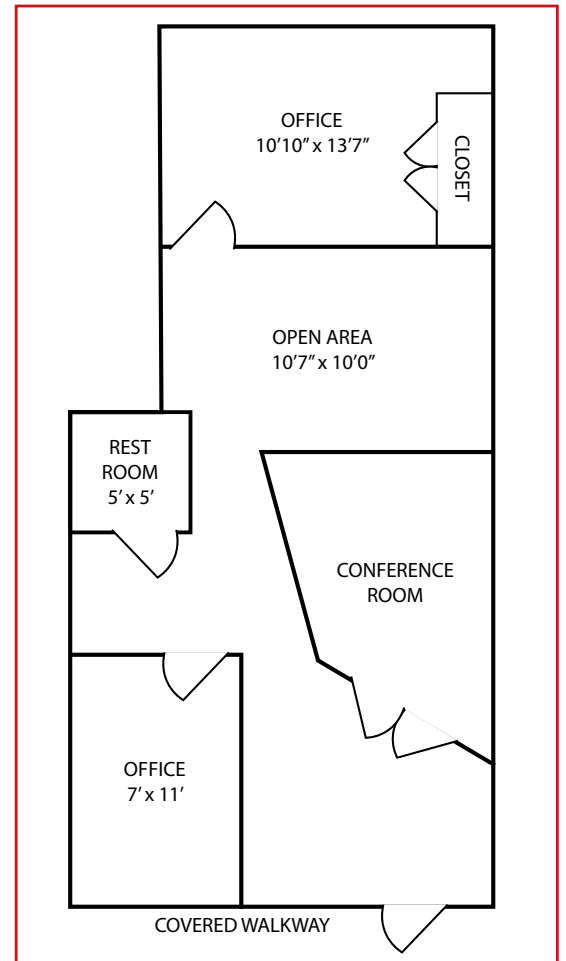 OFFICE
10’10” x 13’7”
CLOSET
OPEN AREA
10’7” x 10’0”
REST
ROOM
5’ x 5’
CONFERENCE
ROOM
OFFICE
7’ x 11’
COVERED WALKWAY